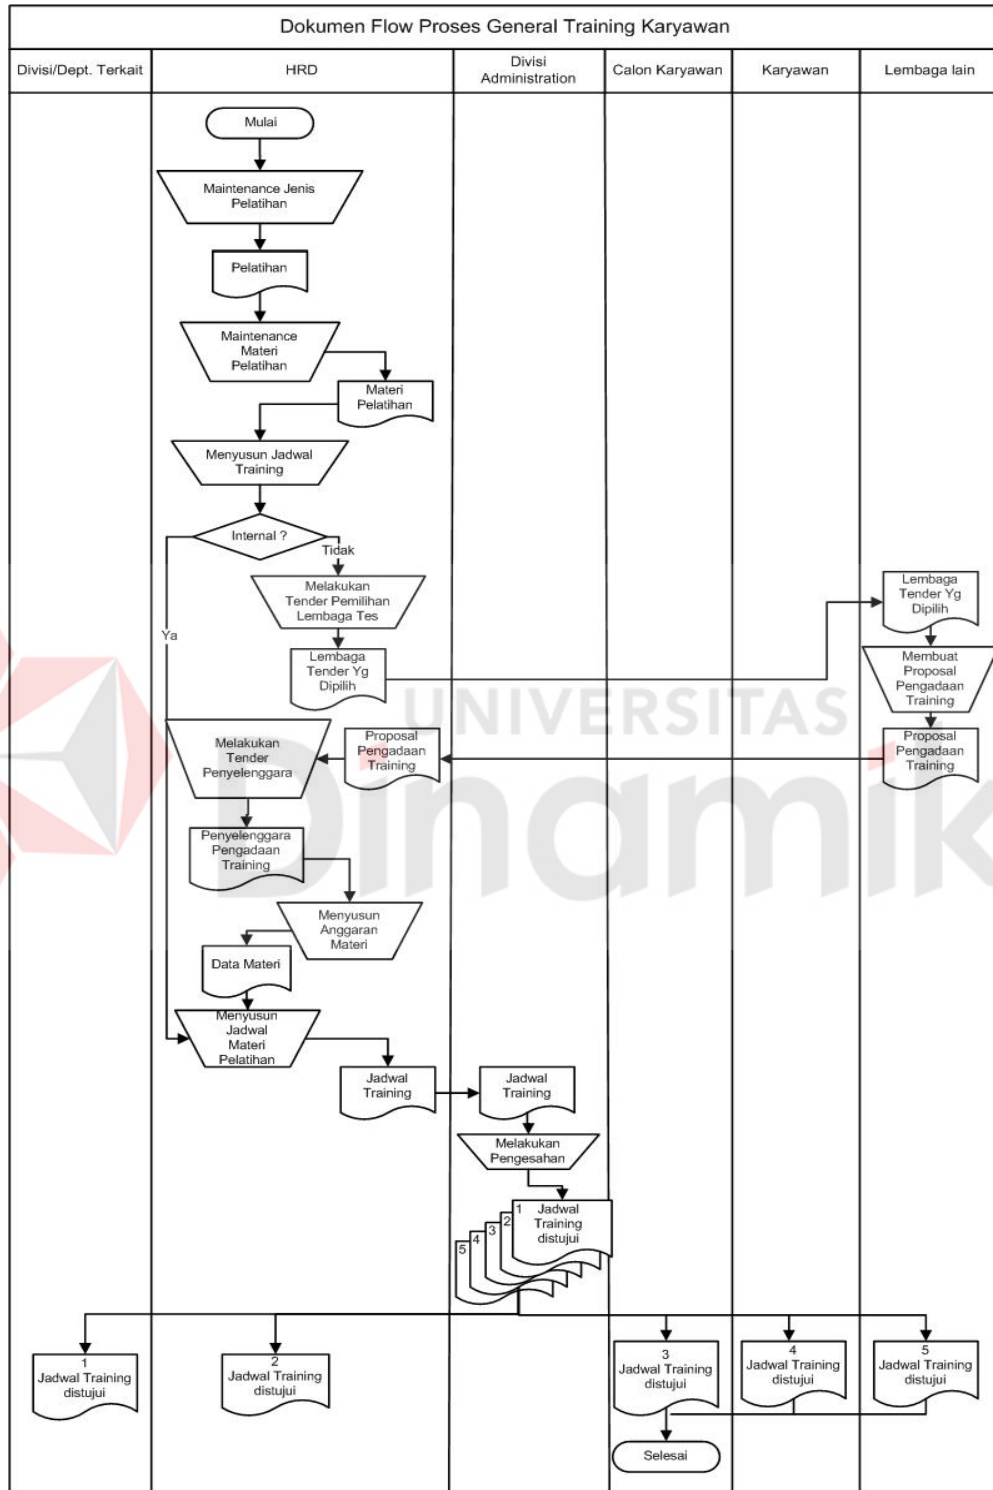 Dokumen Flow Proses General Training Karyawan
Divisi/Dept. Terkait
HRD
Divisi
Administration
Calon Karyawan
Karyawan
Lembaga lain
Mulai
Maintenance Jenis
Pelatihan
Pelatihan
Maintenance
Materi
Pelatihan
Materi
Pelatihan
Menyusun Jadwal
Training
Internal ?
Tidak
Ya
Melakukan
Tender Pemilihan
Lembaga Tes
Lembaga
Tender Yg
Dipilih
Lembaga
Tender Yg
Dipilih
Membuat
Proposal
Pengadaan
Training
Proposal
Pengadaan
Training
Proposal
Pengadaan
Training
Melakukan
Tender
Penyelenggara
Penyelenggara
Pengadaan
Training
Menyusun
Anggaran
Materi
Data Materi
Menyusun
Jadwal
Materi
Pelatihan
Jadwal
Training
Jadwal
Training
Melakukan
Pengesahan
1
Jadwal
Training
distujui
2
3
4
5
1
Jadwal Training
distujui
2
Jadwal Training
distujui
3
Jadwal Training
distujui
4
Jadwal Training
distujui
5
Jadwal Training
distujui
Selesai
UNIVERSITAS
Dinamik